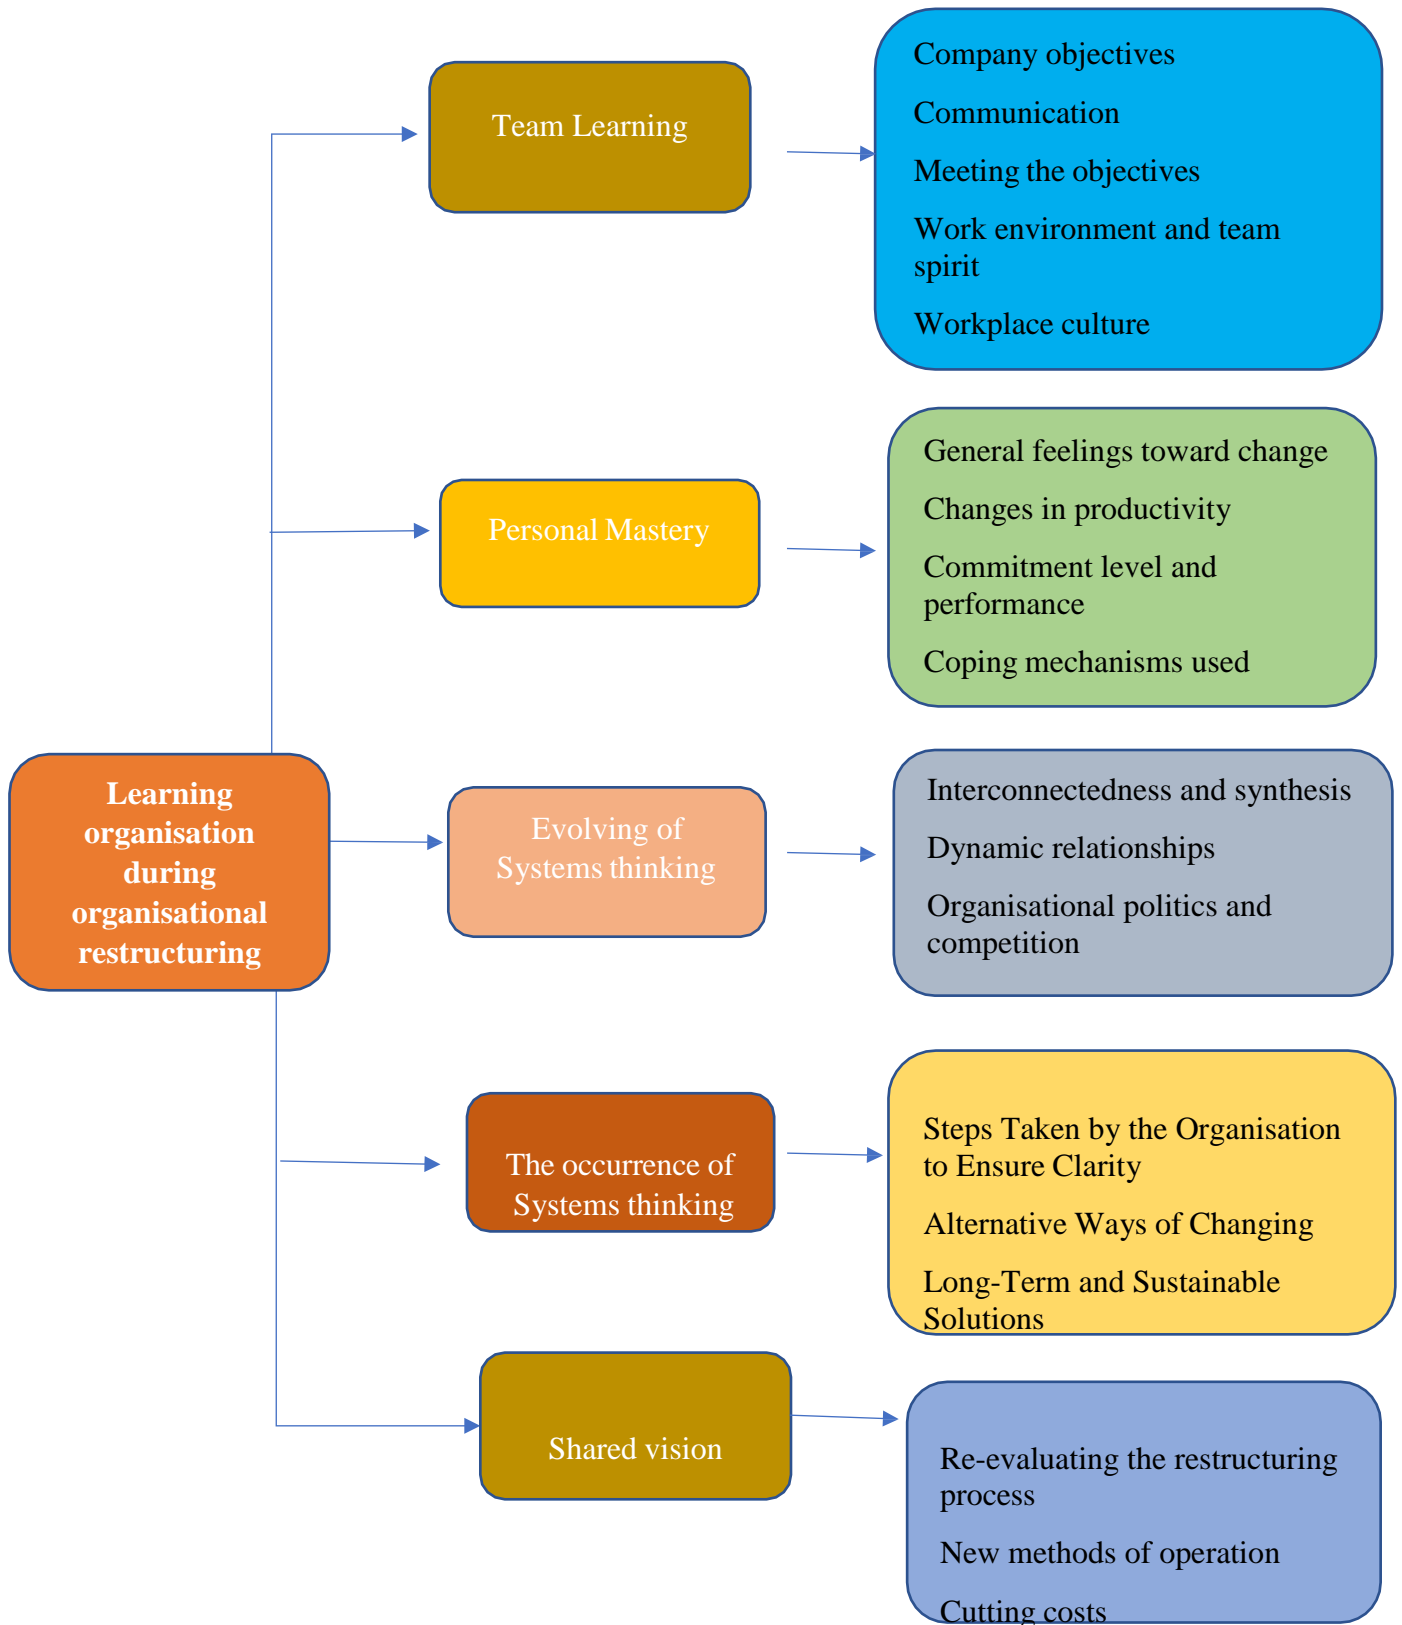 Team Learning
Company objectives
Communication
Meeting the objectives
Work environment and team
spirit
Workplace culture
Personal Mastery
General feelings toward change
Changes in productivity
Commitment level and
performance
Coping mechanisms used
Learning
organisation
during
organisational
restructuring
Evolving of
Systems thinking
Interconnectedness and synthesis
Dynamic relationships
Organisational politics and
competition
The occurrence of
Systems thinking
Steps Taken by the Organisation
to Ensure Clarity
Alternative Ways of Changing
Long-Term and Sustainable
Solutions
Shared vision
Re-evaluating the restructuring
process
New methods of operation
Cutting costs